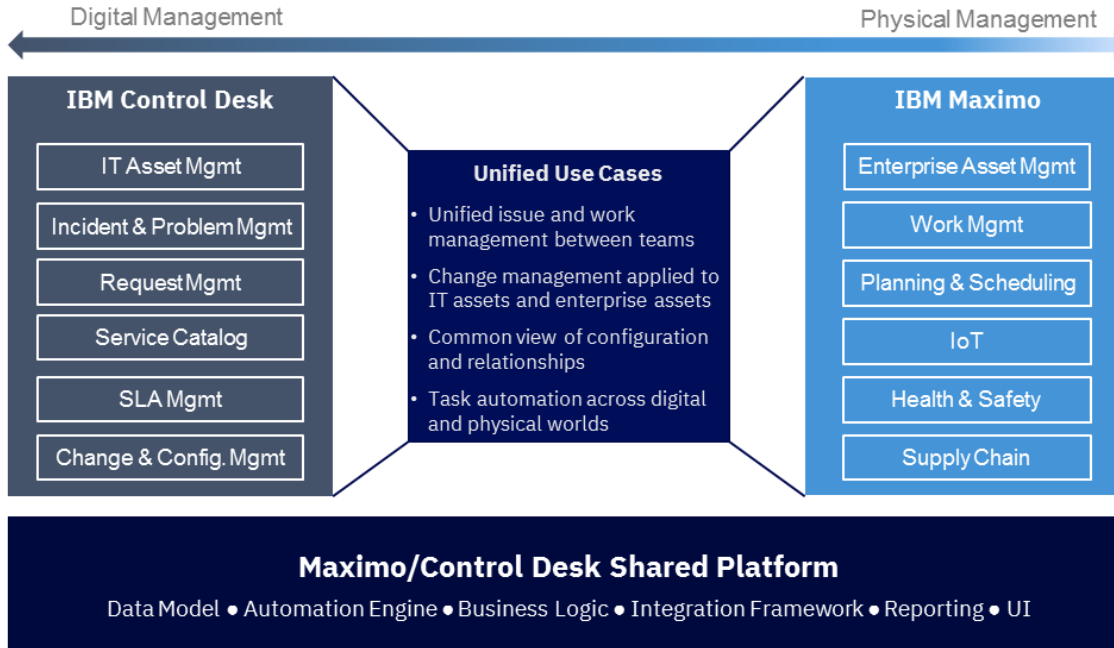 Digital Management
Physical Management
IBM Control Desk
IT Asset Mgmt
Incident & Problem Mgmt
Request Mgmt
Service Catalog
SLA Mgmt
Change & Config. Mgmt
Unified Use Cases
• Unified issue and work
management between teams
• Change management applied to
IT assets and enterprise assets
• Common view of configuration
and relationships
• Task automation across digital
and physical worlds
IBM Maximo
Enterprise Asset Mgmt
Work Mgmt
Planning & Scheduling
IoT
Health & Safety
Supply Chain
Maximo/Control Desk Shared Platform
Data Model ● Automation Engine ● Business Logic ● Integration Framework ● Reporting ● UI